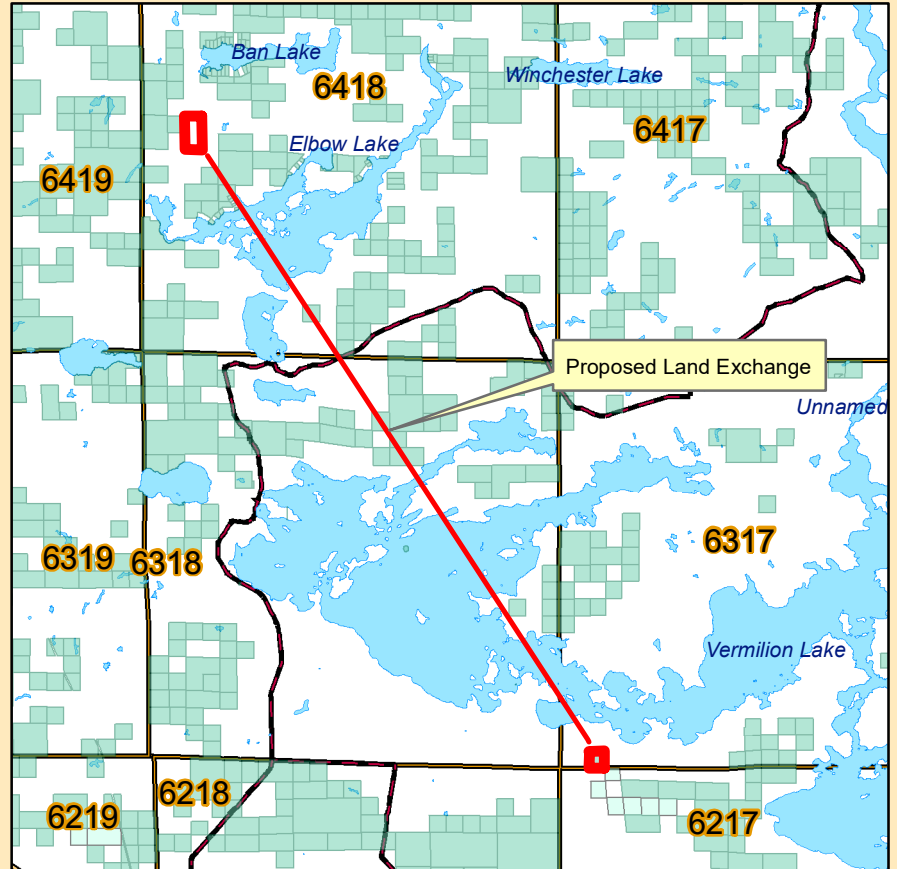 Ban Lake
Winchester Lake
6418
6417
Elbow Lake
6419
Proposed Land Exchange
Unnamed
6317
6319
6318
Vermilion Lake
6218
6219
6217